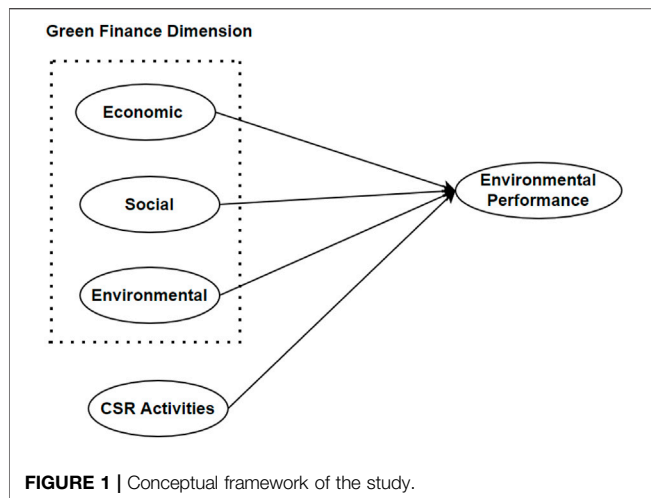 Green Finance Dimension
Economic
Social
Environmental
CSR Activities
Environmental
Performance
FIGURE 1 | Conceptual framework of the study.